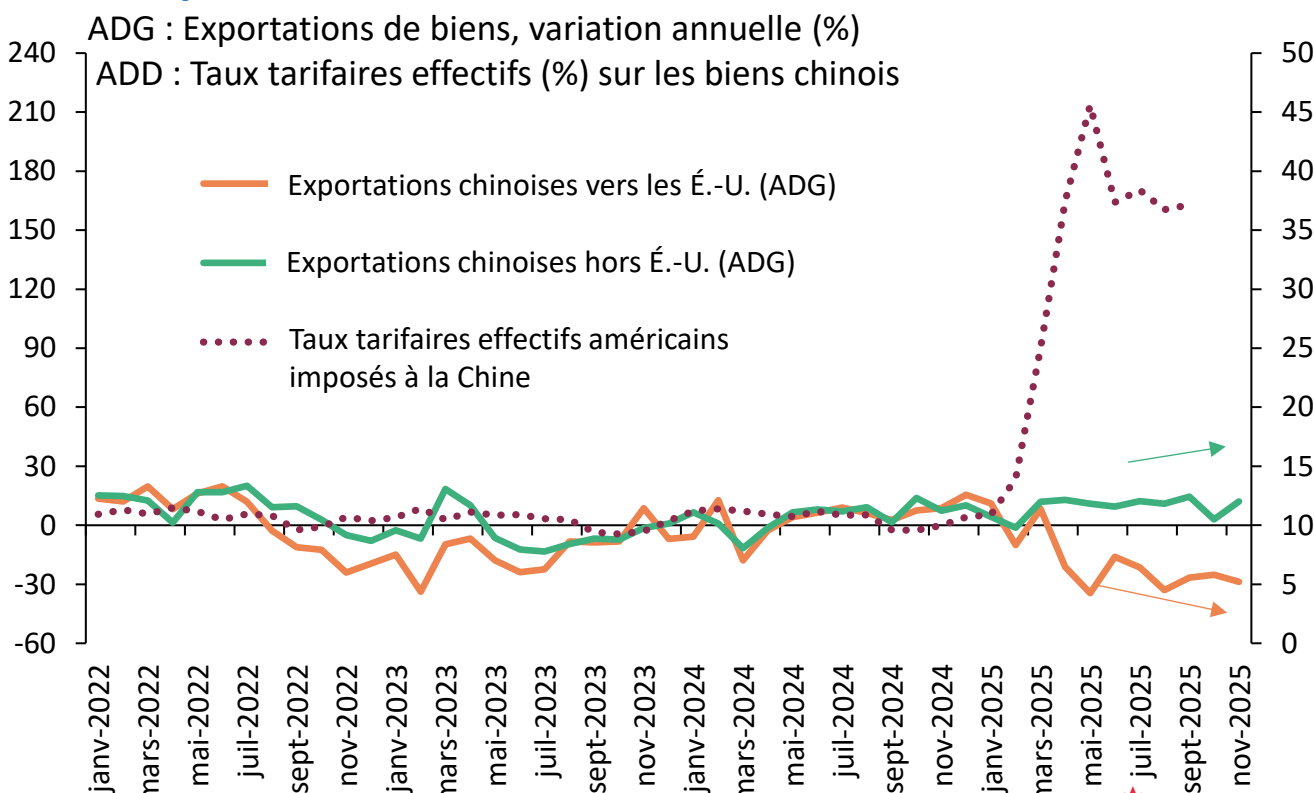 ADG : Exportations de biens, variation annuelle (%)
ADD : Taux tarifaires effectifs (%) sur les biens chinois
240
210
180
150
120
90
60
30
0
-30
-60
50
45
40
35
30
25
20
15
10
5
0
Exportations chinoises vers les É.-U. (ADG)
Exportations chinoises hors É.-U. (ADG)
Taux tarifaires effectifs américains
imposés à la Chine
janv-2022
mars-2022
mai-2022
juil-2022
sept-2022
nov-2022
janv-2023
mars-2023
mai-2023
juil-2023
sept-2023
nov-2023
janv-2024
mars-2024
mai-2024
juil-2024
sept-2024
nov-2024
janv-2025
mars-2025
mai-2025
juil-2025
sept-2025
nov-2025